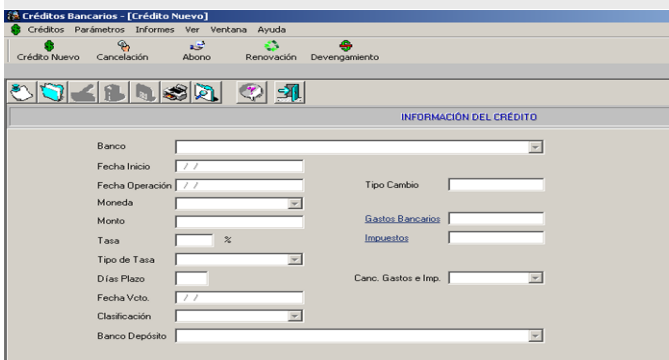 Créditos Bancarios - [Crédito Nuevo]
Créditos Parámetros Informes Ver Ventana Ayuda
Crédito Nuevo Cancelación Abono Renovación Devengamiento
INFORMACIÓN DEL CRÉDITO
Banco
Fecha Inicio / /
Fecha Operación / / Tipo Cambio
Moneda
Monto Gastos Bancarios
Tasa % Impuestos
Tipo de Tasa
Días Plazo Canc. Gastos e Imp.
Fecha Vcto. / /
Clasificación
Banco Depósito